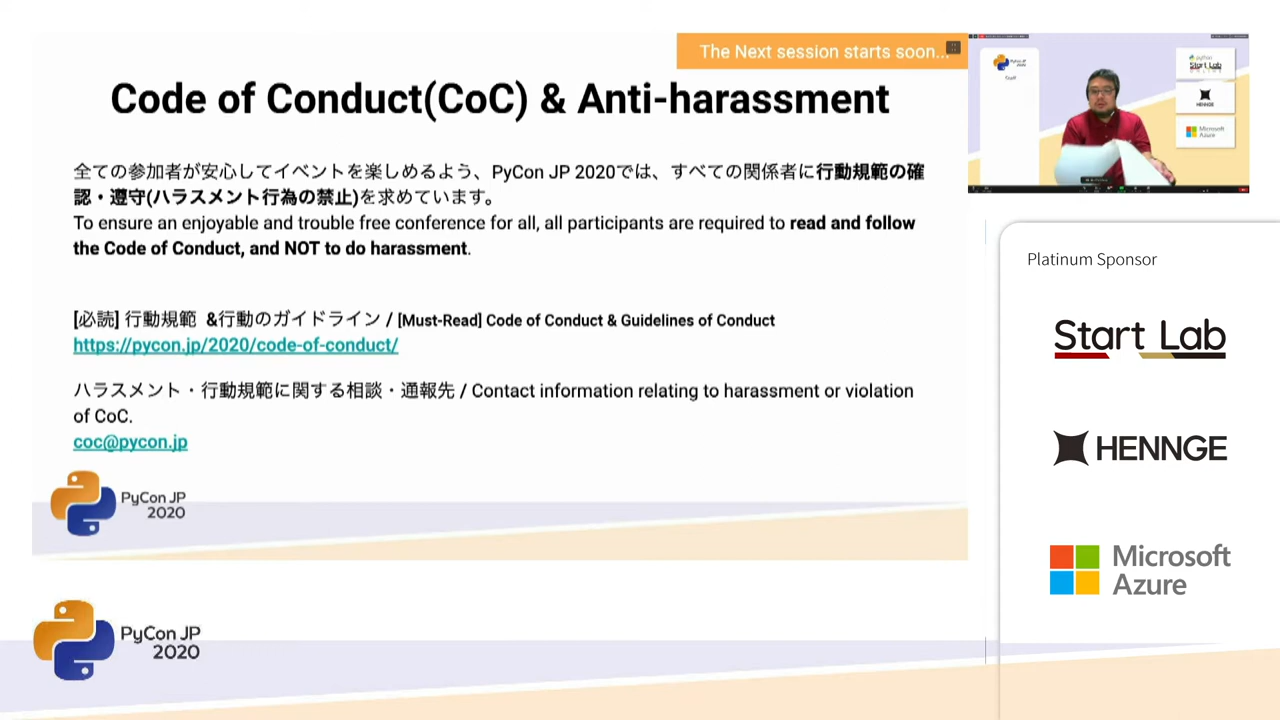 The Next session starts soon...
Code of Conduct(CoC) & Anti-harassment
全ての参加者が安心してイベントを楽しめるよう、PyCon JP 2020では、すべての関係者に行動規範の確
認・遵守(ハラスメント行為の禁止)を求めています。
To ensure an enjoyable and trouble free conference for all, all participants are required to read and follow
the Code of Conduct, and NOT to do harassment.
[必読] 行動規範 &行動のガイドライン / [Must-Read] Code of Conduct & Guidelines of Conduct
https://pycon.jp/2020/code-of-conduct/
ハラスメント・行動規範に関する相談・通報先 / Contact information relating to harassment or violation
of CoC.
coc@pycon.jp
PyCon JP
2020
PyCon JP
2020
PyCon JP
2020
python
Start Lab
HENNGE
Microsoft
Azure
Platinum Sponsor
Start Lab
HENNGE
Microsoft
Azure